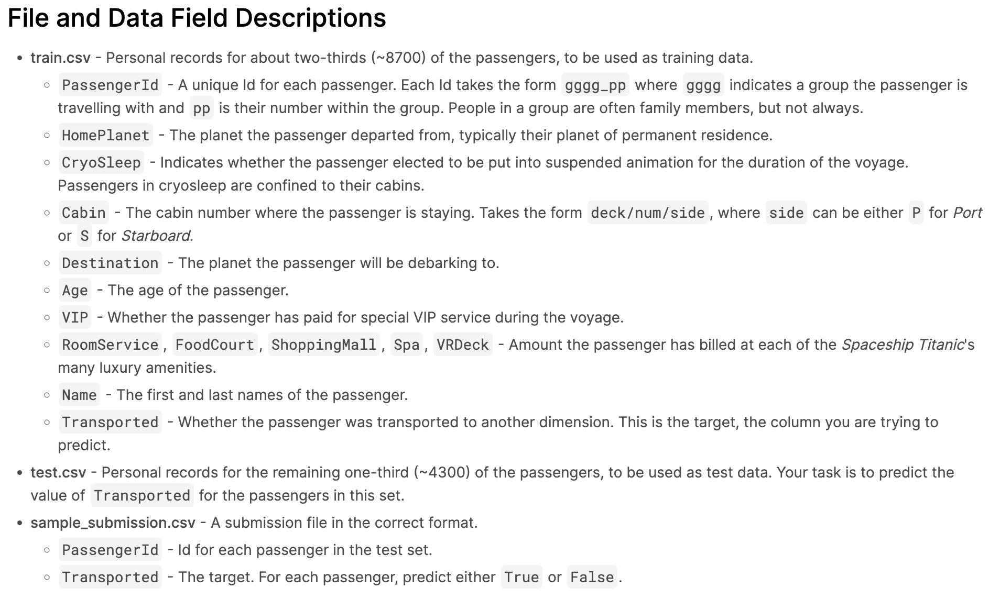 File and Data Field Descriptions
• train.csv - Personal records for about two-thirds (~8700) of the passengers, to be used as training data.
◦ PassengerId - A unique Id for each passenger. Each Id takes the form gggg_pp where gggg indicates a group the passenger is
travelling with and pp is their number within the group. People in a group are often family members, but not always.
◦ HomePlanet - The planet the passenger departed from, typically their planet of permanent residence.
◦ CryoSleep - Indicates whether the passenger elected to be put into suspended animation for the duration of the voyage.
Passengers in cryosleep are confined to their cabins.
◦ Cabin - The cabin number where the passenger is staying. Takes the form deck/num/side, where side can be either P for Port
or S for Starboard.
◦ Destination - The planet the passenger will be debarking to.
◦ Age - The age of the passenger.
◦ VIP - Whether the passenger has paid for special VIP service during the voyage.
◦ RoomService, FoodCourt, ShoppingMall, Spa, VRDeck - Amount the passenger has billed at each of the Spaceship Titanic's
many luxury amenities.
◦ Name - The first and last names of the passenger.
◦ Transported - Whether the passenger was transported to another dimension. This is the target, the column you are trying to
predict.
• test.csv - Personal records for the remaining one-third (~4300) of the passengers, to be used as test data. Your task is to predict the
value of Transported for the passengers in this set.
• sample_submission.csv - A submission file in the correct format.
◦ PassengerId - Id for each passenger in the test set.
◦ Transported - The target. For each passenger, predict either True or False.